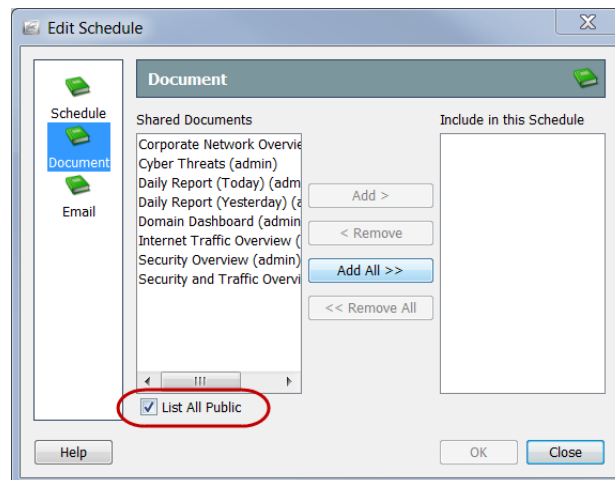 Edit Schedule
Document
Schedule
Document
Email
Shared Documents
Corporate Network Overvie
Cyber Threats (admin)
Daily Report (Today) (adm
Daily Report (Yesterday) (a
Domain Dashboard (admin
Internet Traffic Overview (
Security Overview (admin)
Security and Traffic Overvi
List All Public
Add >
< Remove
Add All >>
<< Remove All
Include in this Schedule
Help
OK
Close